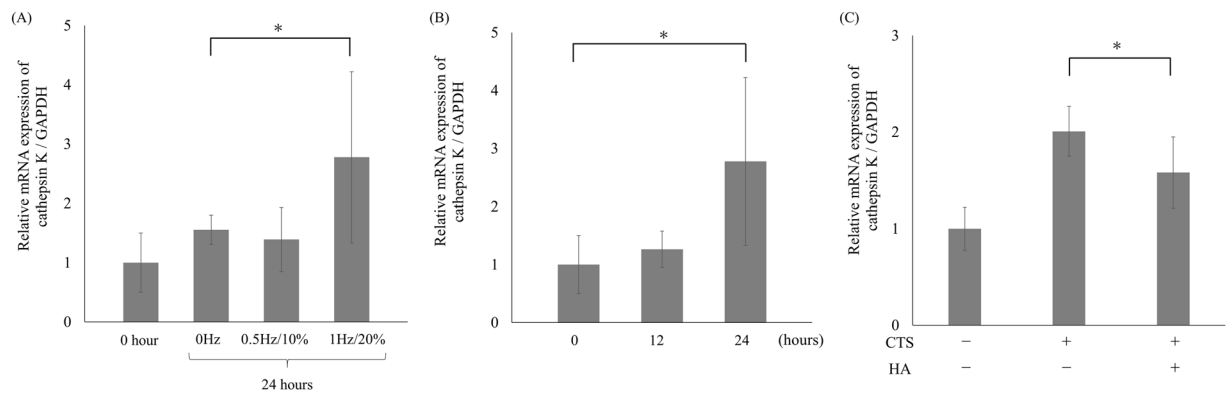 (A)
Relative mRNA expression of
cathepsin K / GAPDH
5
4
3
2
1
0
*
0 hour
0Hz
0.5Hz/10%
1Hz/20%
24 hours
(B)
Relative mRNA expression of
cathepsin K / GAPDH
5
4
3
2
1
0
*
0
12
24
(hours)
(C)
Relative mRNA expression of
cathepsin K / GAPDH
3
2
1
0
*
CTS − + +
HA − − +